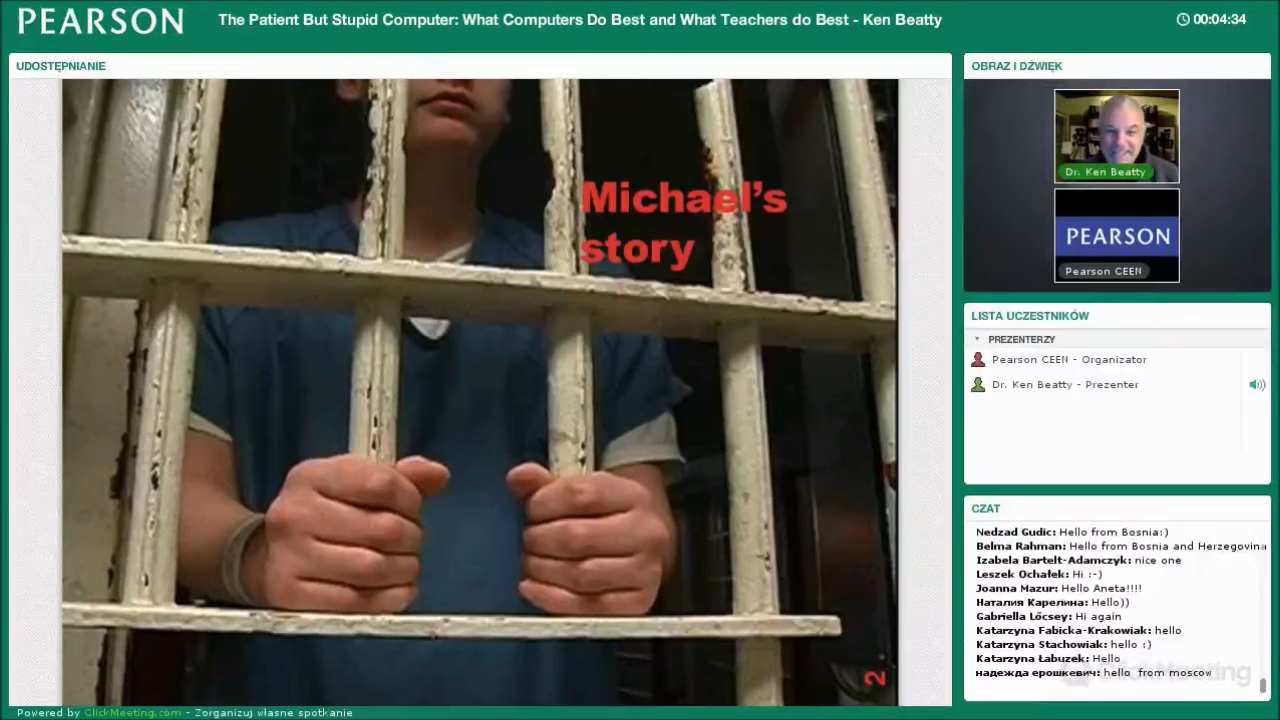 PEARSON
The Patient But Stupid Computer: What Computers Do Best and What Teachers do Best - Ken Beatty
00:04:34
UDOSTĘPNIANIE
Michael's
story
2
OBRAZ I DŹWIĘK
Dr. Ken Beatty
PEARSON
Pearson CEEN
LISTA UCZESTNIKÓW
PREZENTERZY
Pearson CEEN - Organizator
Dr. Ken Beatty - Prezenter
CZAT
Nedzad Gudic: Hello from Bosnia:)
Belma Rahman: Hello from Bosnia and Herzegovina
Izabela Bartelt-Adamczyk: nice one
Leszek Ochałek: Hi :-)
Joanna Mazur: Hello Aneta!!!!
Наталия Карелина: Hello))
Gabriella Lőcsey: Hi again
Katarzyna Fabicka-Krakowiak: hello
Katarzyna Stachowiak: hello :)
Katarzyna Łabuzek: Hello
надежда ерошкевич: hello from moscow
ClickMeeting
Powered by ClickMeeting.com - Zorganizuj własne spotkanie